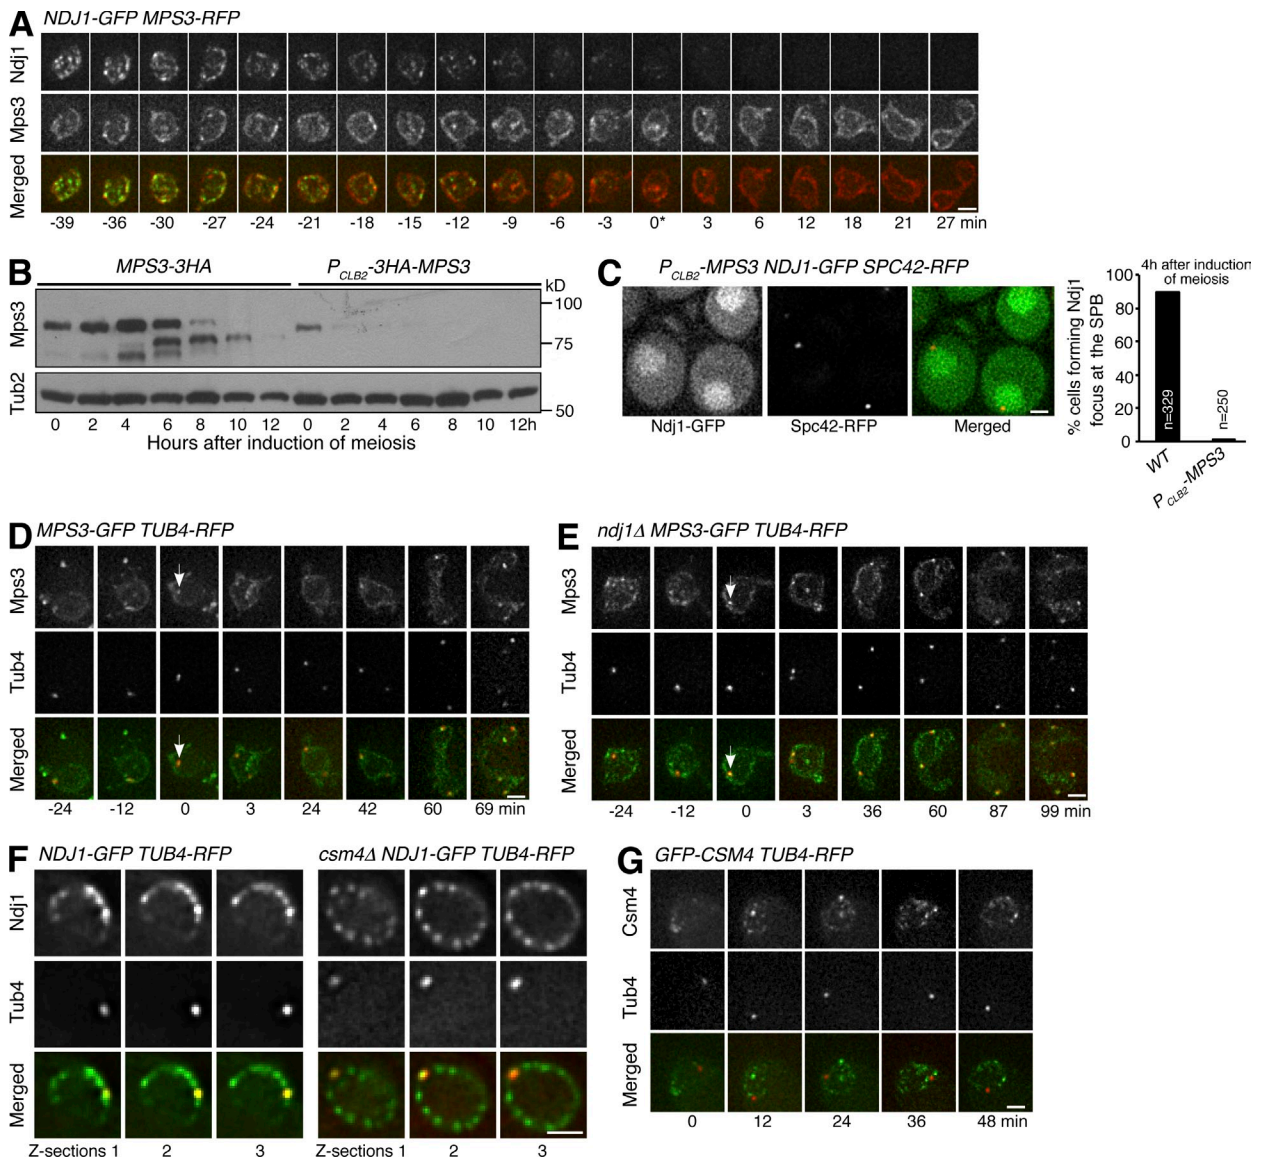 A
NDJ1-GFP MPS3-RFP
Ndj1
Mps3
Merged
-39 -36 -30 -27 -24 -21 -18 -15 -12 -9 -6 -3 0* 3 6 12 18 21 27 min
B
MPS3-3HA P_CLB2-3HA-MPS3
kD
Mps3
100
75
Tub2
50
0 2 4 6 8 10 12 0 2 4 6 8 10 12h
Hours after induction of meiosis
C
P_CLB2-MPS3 NDJ1-GFP SPC42-RFP
Ndj1-GFP Spc42-RFP Merged
4h after induction
of meiosis
% cells forming Ndj1
focus at the SPB
100
80
60
40
20
0
n=329
n=250
WT
P_CLB2-MPS3
D
MPS3-GFP TUB4-RFP
Mps3
Tub4
Merged
-24 -12 0 3 24 42 60 69 min
E
ndj1Δ MPS3-GFP TUB4-RFP
Mps3
Tub4
Merged
-24 -12 0 3 36 60 87 99 min
F
NDJ1-GFP TUB4-RFP csm4Δ NDJ1-GFP TUB4-RFP
Ndj1
Tub4
Merged
Z-sections 1 2 3 Z-sections 1 2 3
G
GFP-CSM4 TUB4-RFP
Csm4
Tub4
Merged
0 12 24 36 48 min